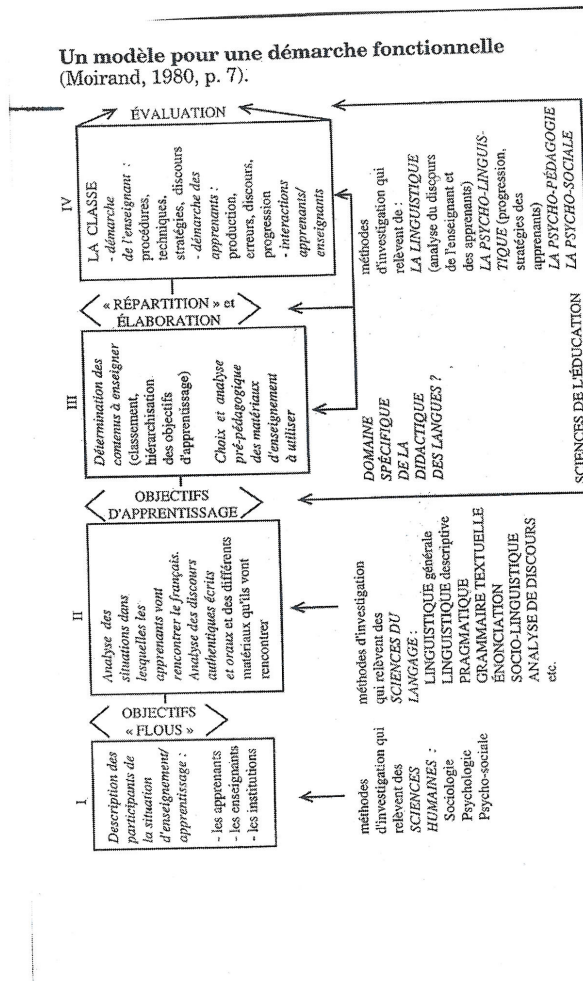 Un modèle pour une démarche fonctionnelle
(Moirand, 1980, p. 7).
I
Description des
participants de
la situation
d'enseignement/
apprentissage :
- les apprenants
- les enseignants
- les institutions
OBJECTIFS
« FLOUS »
II
Analyse des
situations dans
lesquelles les
apprenants vont
rencontrer le français.
Analyse des discours
authentiques écrits
et oraux et des différents
matériaux qu'ils vont
rencontrer
OBJECTIFS
D'APPRENTISSAGE
III
Détermination des
contenus à enseigner
(classement,
hiérarchisation
des objectifs
d'apprentissage)
Choix et analyse
pré-pédagogique
des matériaux
d'enseignement
à utiliser
« RÉPARTITION » et
ÉLABORATION
IV
LA CLASSE
- démarche
de l'enseignant :
procédures,
techniques,
stratégies, discours
- démarche des
apprenants :
production,
erreurs, discours,
progression
- interactions
apprenants/
enseignants
ÉVALUATION
méthodes
d'investigation qui
relèvent des
SCIENCES
HUMAINES :
Sociologie
Psychologie
Psycho-sociale
méthodes d'investigation
qui relèvent des
SCIENCES DU
LANGAGE :
LINGUISTIQUE générale
LINGUISTIQUE descriptive
PRAGMATIQUE
GRAMMAIRE TEXTUELLE
ÉNONCIATION
SOCIO-LINGUISTIQUE
ANALYSE DE DISCOURS
etc.
DOMAINE
SPÉCIFIQUE
DE LA
DIDACTIQUE
DES LANGUES ?
méthodes
d'investigation qui
relèvent de :
LA LINGUISTIQUE
(analyse du discours
de l'enseignant et
des apprenants)
LA PSYCHO-LINGUIS-
TIQUE (progression,
stratégies des
apprenants)
LA PSYCHO-PÉDAGOGIE
LA PSYCHO-SOCIALE
SCIENCES DE L'ÉDUCATION